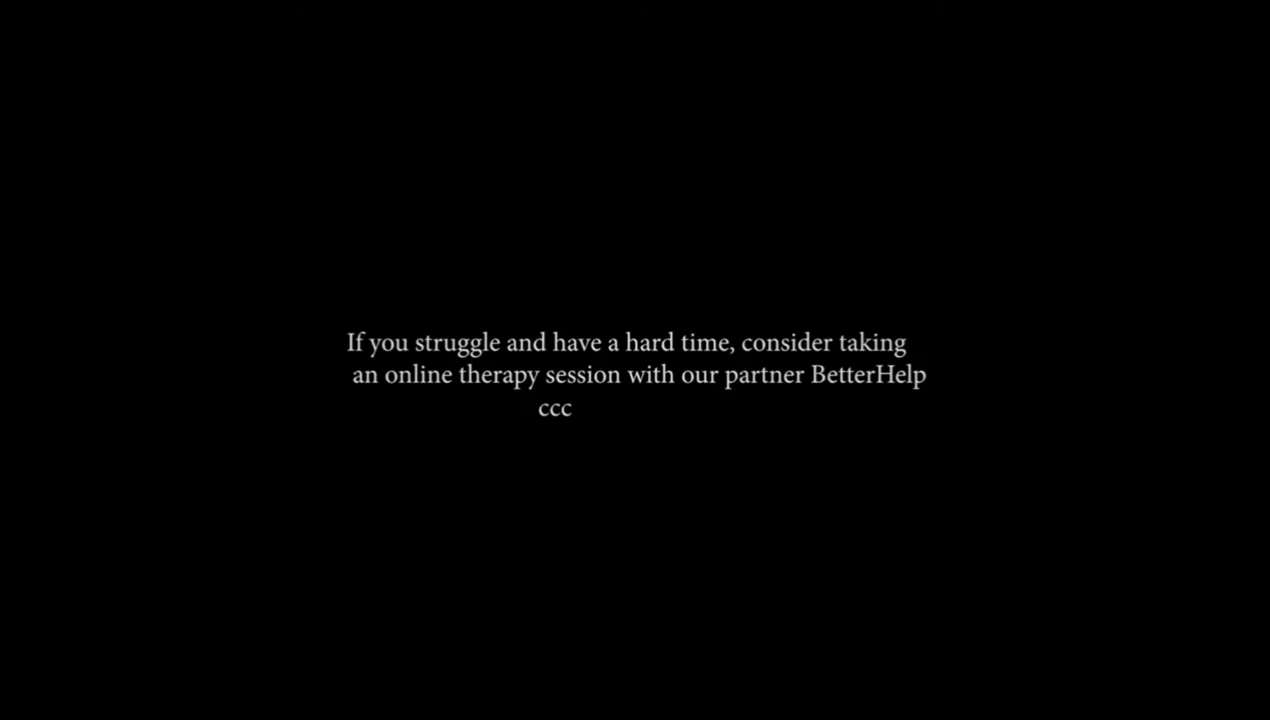 If you struggle and have a hard time, consider taking
an online therapy session with our partner BetterHelp
ccc